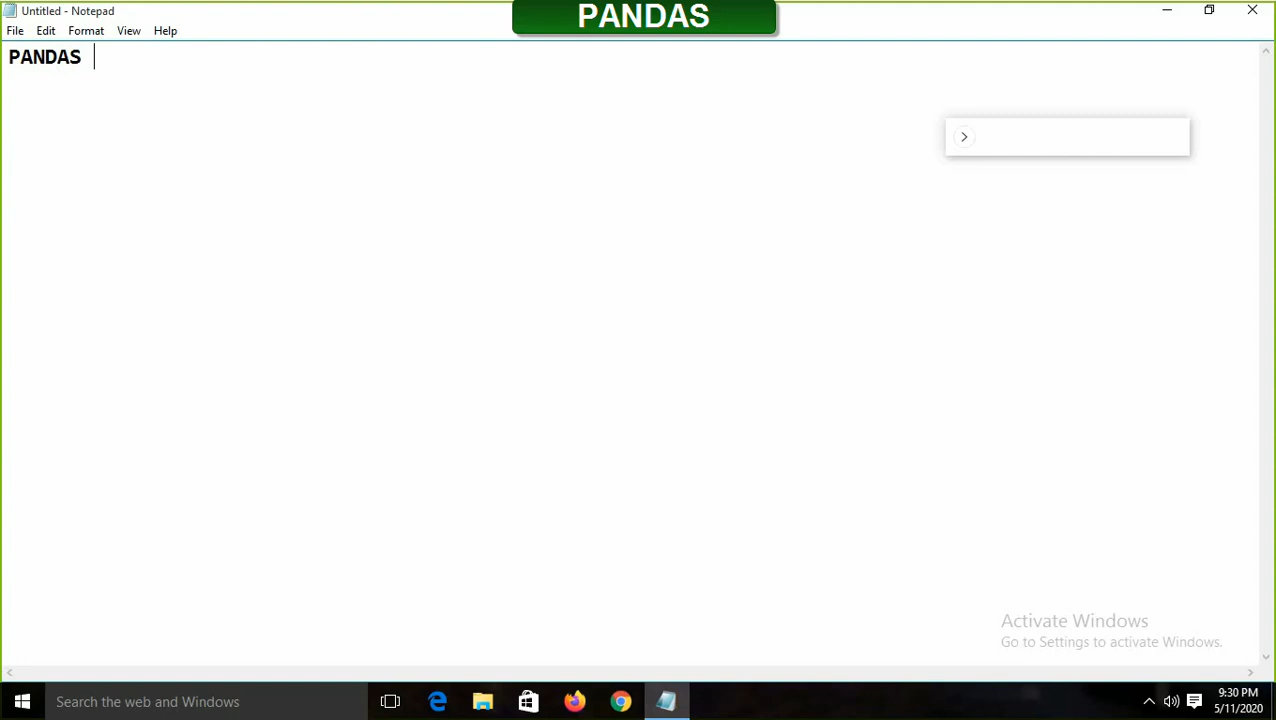 Untitled - Notepad
PANDAS
File Edit Format View Help
PANDAS
Activate Windows
Go to Settings to activate Windows.
Search the web and Windows
9:30 PM
5/11/2020